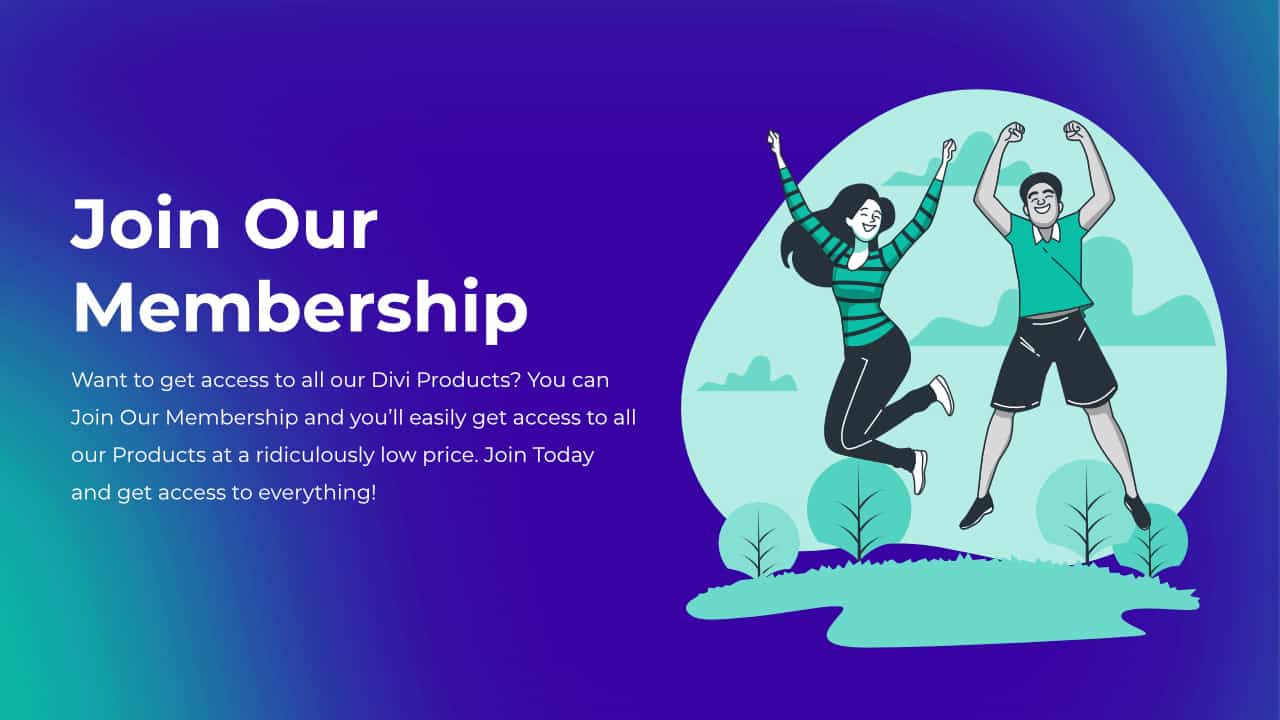 Join Our
Membership
Want to get access to all our Divi Products? You can
Join Our Membership and you’ll easily get access to all
our Products at a ridiculously low price. Join Today
and get access to everything!